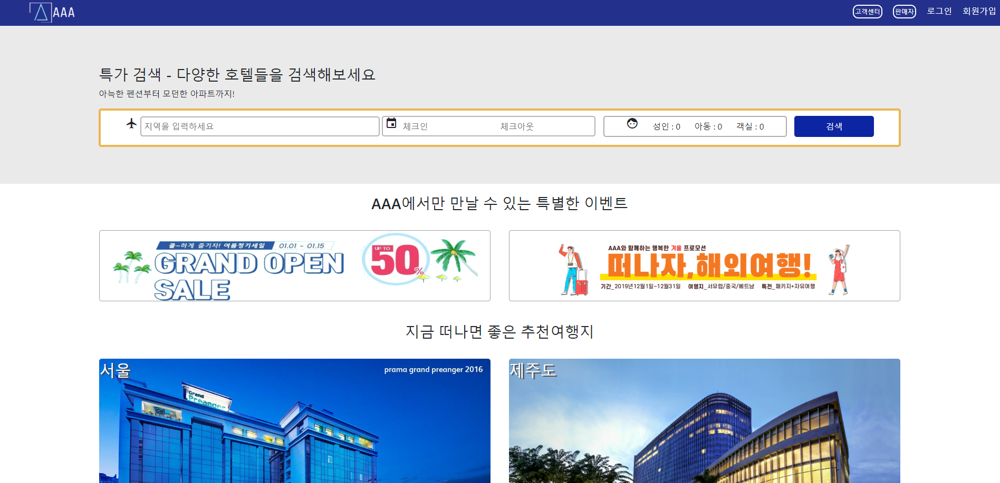 AAA
고객센터 판매자 로그인 회원가입
특가 검색 - 다양한 호텔들을 검색해보세요
아늑한 펜션부터 모던한 아파트까지!
지역을 입력하세요 체크인 체크아웃 성인 : 0 아동 : 0 객실 : 0 검색
AAA에서만 만날 수 있는 특별한 이벤트
쿨~하게 즐기자! 여름정기세일 01.01 - 01.15
GRAND OPEN
SALE
UP TO
50%
AAA와 함께하는 행복한 겨울 프로모션
떠나자,해외여행!
기간_2019년12월1일~12월31일 여행지_서유럽/중국/베트남 특전_패키지+자유여행
지금 떠나면 좋은 추천여행지
서울
prama grand preanger 2016
Grand
Preanger
제주도